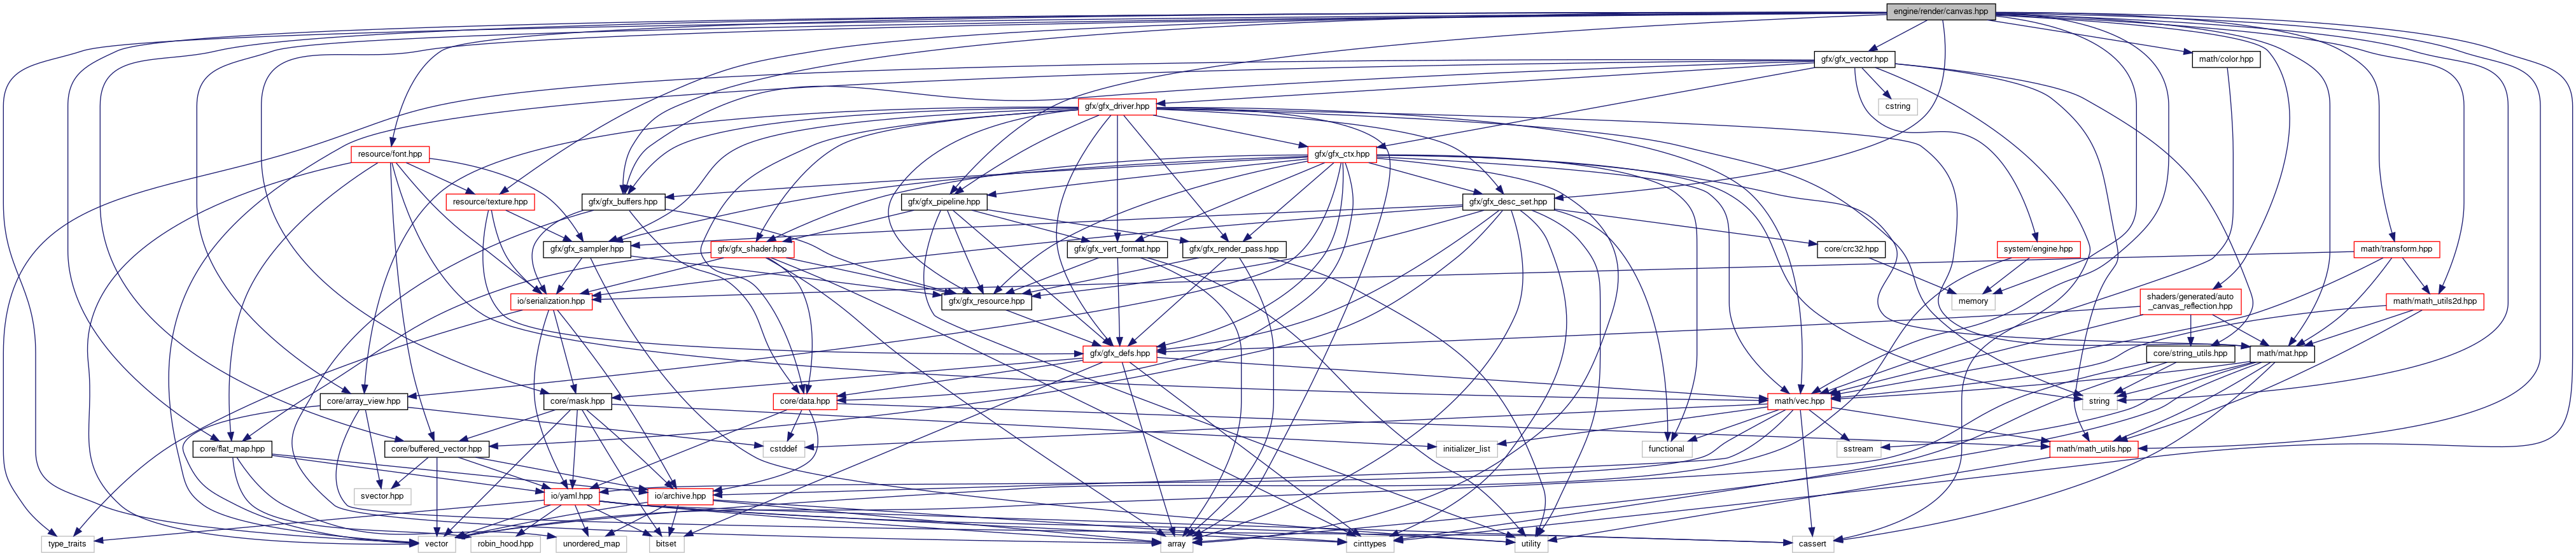 engine/render/canvas.hpp
gfx/gfx_vector.hpp
math/color.hpp
gfx/gfx_driver.hpp
cstring
resource/font.hpp
gfx/gfx_ctx.hpp
resource/texture.hpp
gfx/gfx_buffers.hpp
gfx/gfx_pipeline.hpp
gfx/gfx_desc_set.hpp
gfx/gfx_sampler.hpp
gfx/gfx_shader.hpp
gfx/gfx_vert_format.hpp
gfx/gfx_render_pass.hpp
core/crc32.hpp
system/engine.hpp
math/transform.hpp
io/serialization.hpp
gfx/gfx_resource.hpp
memory
shaders/generated/auto
_canvas_reflection.hpp
math/math_utils2d.hpp
gfx/gfx_defs.hpp
core/string_utils.hpp
math/mat.hpp
core/array_view.hpp
core/mask.hpp
core/data.hpp
math/vec.hpp
string
core/flat_map.hpp
core/buffered_vector.hpp
cstddef
initializer_list
functional
sstream
math/math_utils.hpp
svector.hpp
io/yaml.hpp
io/archive.hpp
type_traits
vector
robin_hood.hpp
unordered_map
bitset
array
cinttypes
utility
cassert